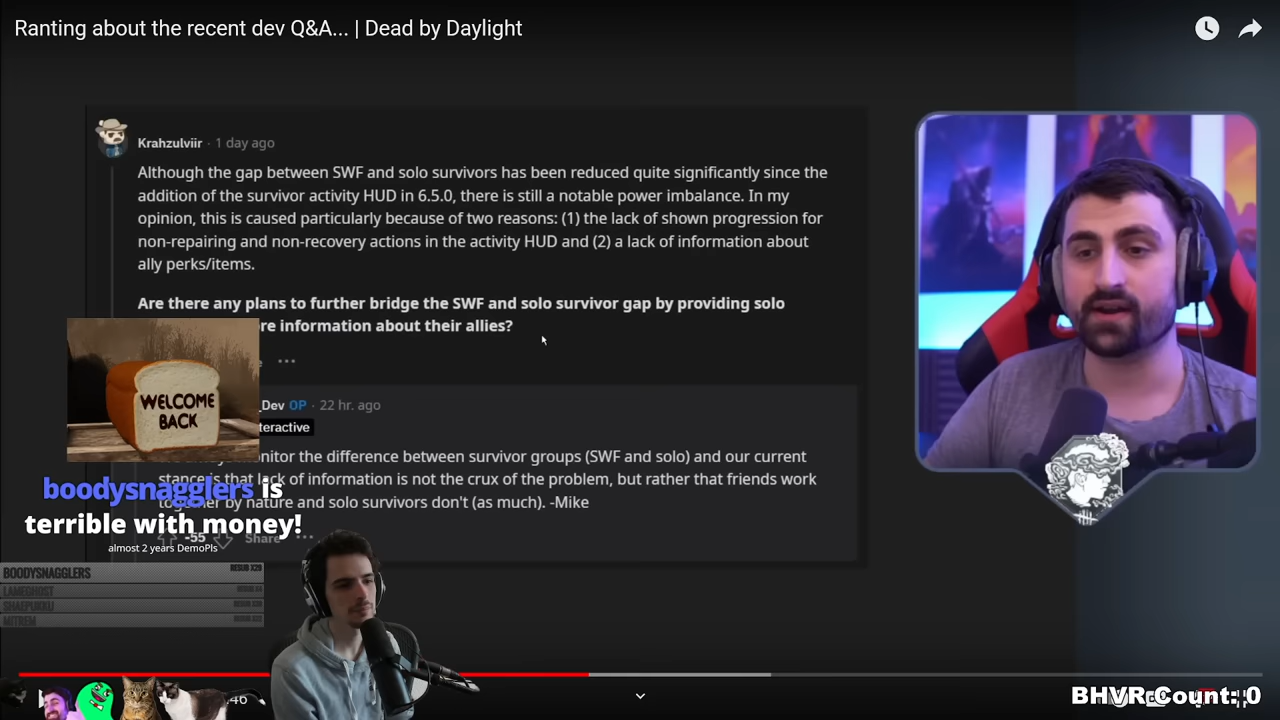 Ranting about the recent dev Q&A... | Dead by Daylight
Krahzulviir · 1 day ago
Although the gap between SWF and solo survivors has been reduced quite significantly since the
addition of the survivor activity HUD in 6.5.0, there is still a notable power imbalance. In my
opinion, this is caused particularly because of two reasons: (1) the lack of shown progression for
non-repairing and non-recovery actions in the activity HUD and (2) a lack of information about
ally perks/items.
Are there any plans to further bridge the SWF and solo survivor gap by providing solo
re information about their allies?
WELCOME
BACK
_Dev OP · 22 hr. ago
teractive
nitor the difference between survivor groups (SWF and solo) and our current
stance is that lack of information is not the crux of the problem, but rather that friends work
together by nature and solo survivors don't (as much). -Mike
-55 Share
boodysnagglers is
terrible with money!
almost 2 years DemoPls
BOODYSNAGGLERS
LAMEGHOST
SHAEPUKKU
MITREM
46
BHVR Count: 0